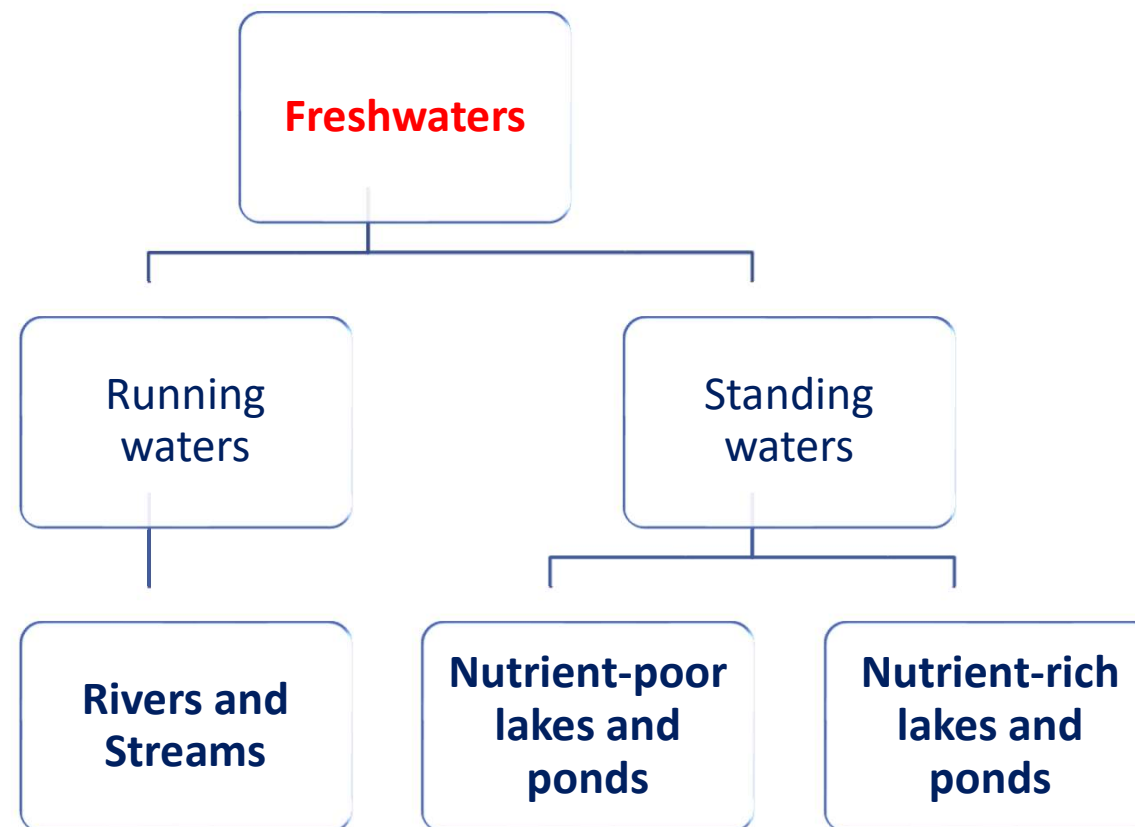 Freshwaters
Running
waters
Standing
waters
Rivers and
Streams
Nutrient-poor
lakes and
ponds
Nutrient-rich
lakes and
ponds